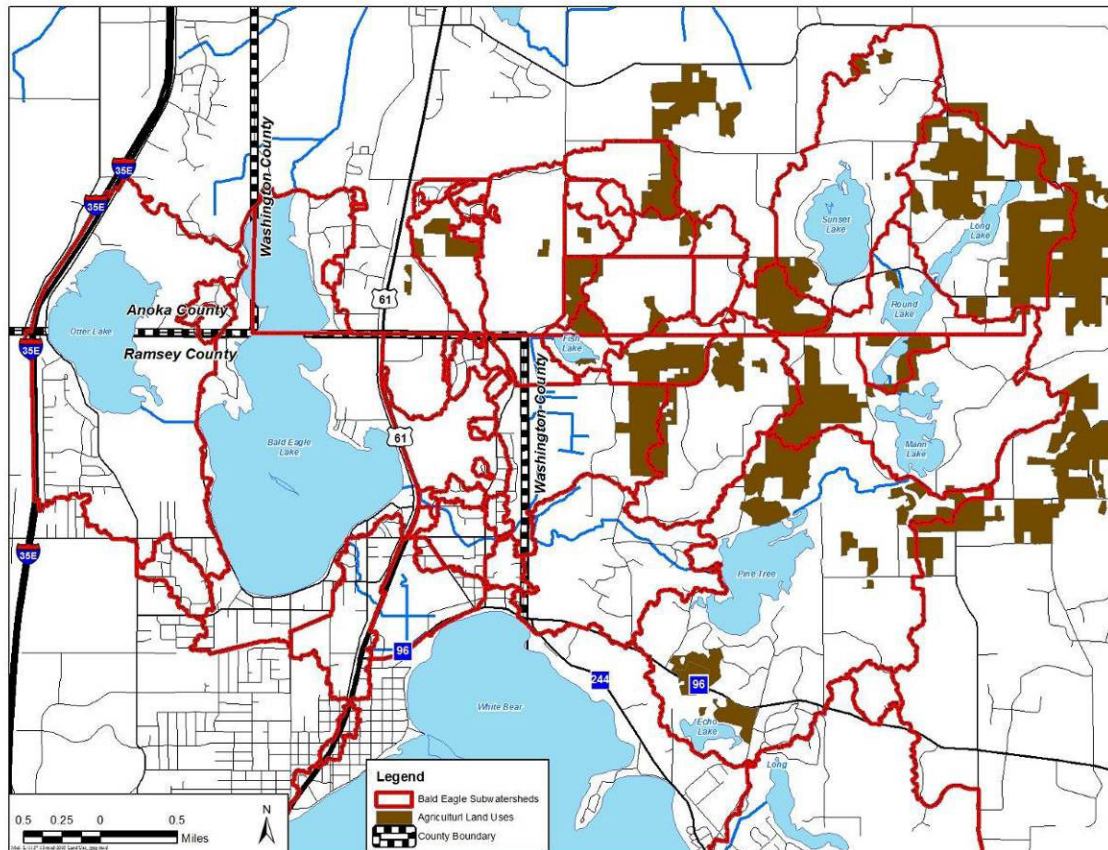 35E
35E
Washington County
Sunset
Lake
Long
Lake
61
Round
Lake
Otter Lake
Anoka County
Ramsey County
35E
Fish
Lake
Washington County
61
Bald Eagle
Lake
Mann
Lake
35E
Pine Tree
96
244
96
White Bear
Echo
Lake
Long
Legend
Bald Eagle Subwatersheds
Agriculturl Land Uses
County Boundary
0.5 0.25 0 0.5
Miles
N